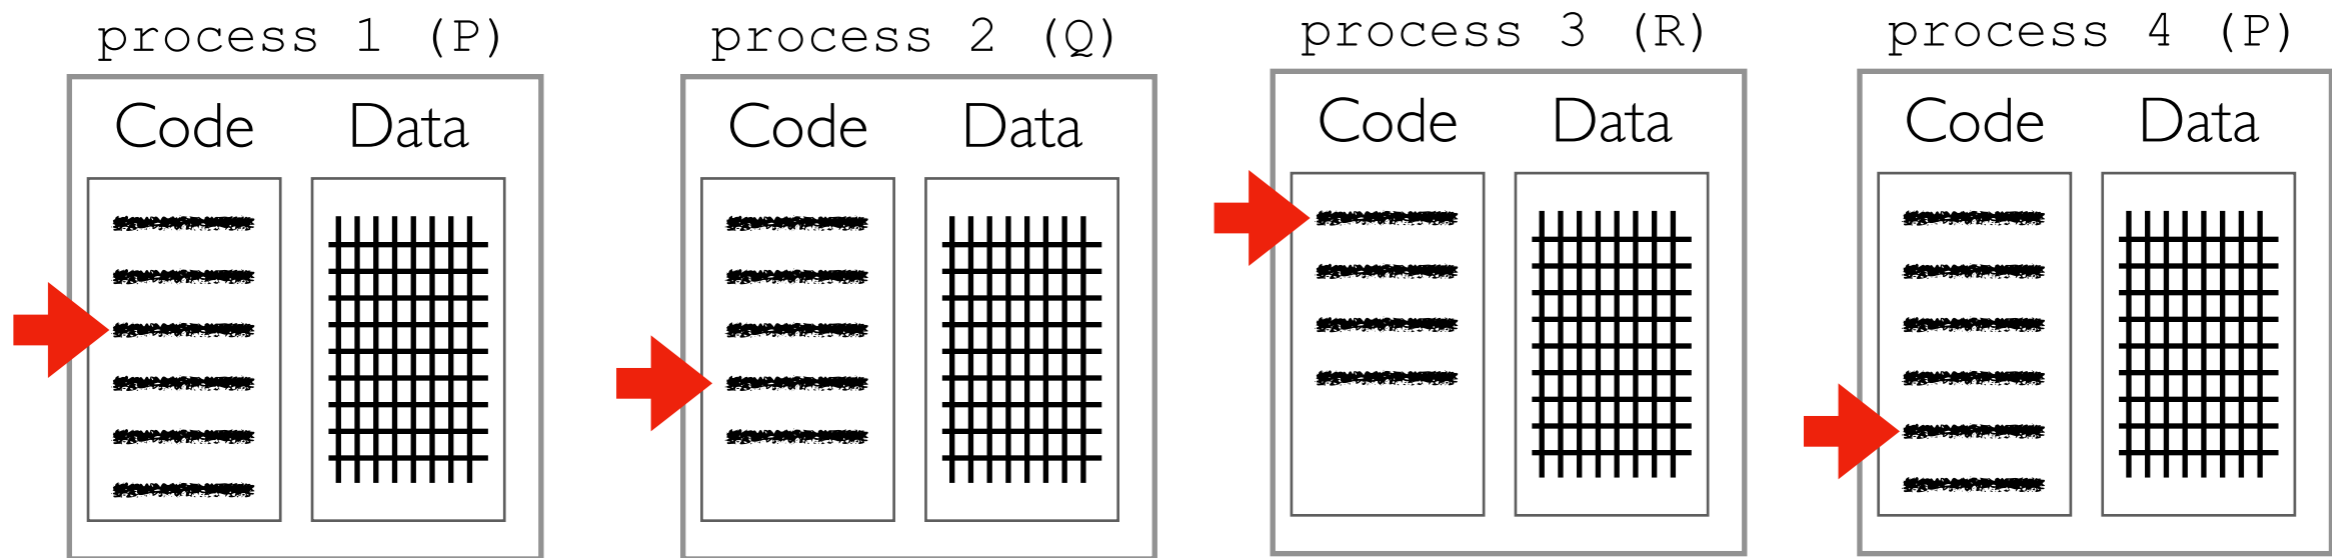 process 1 (P)
process 2 (Q)
process 3 (R)
process 4 (P)
Code Data
Code Data
Code Data
Code Data